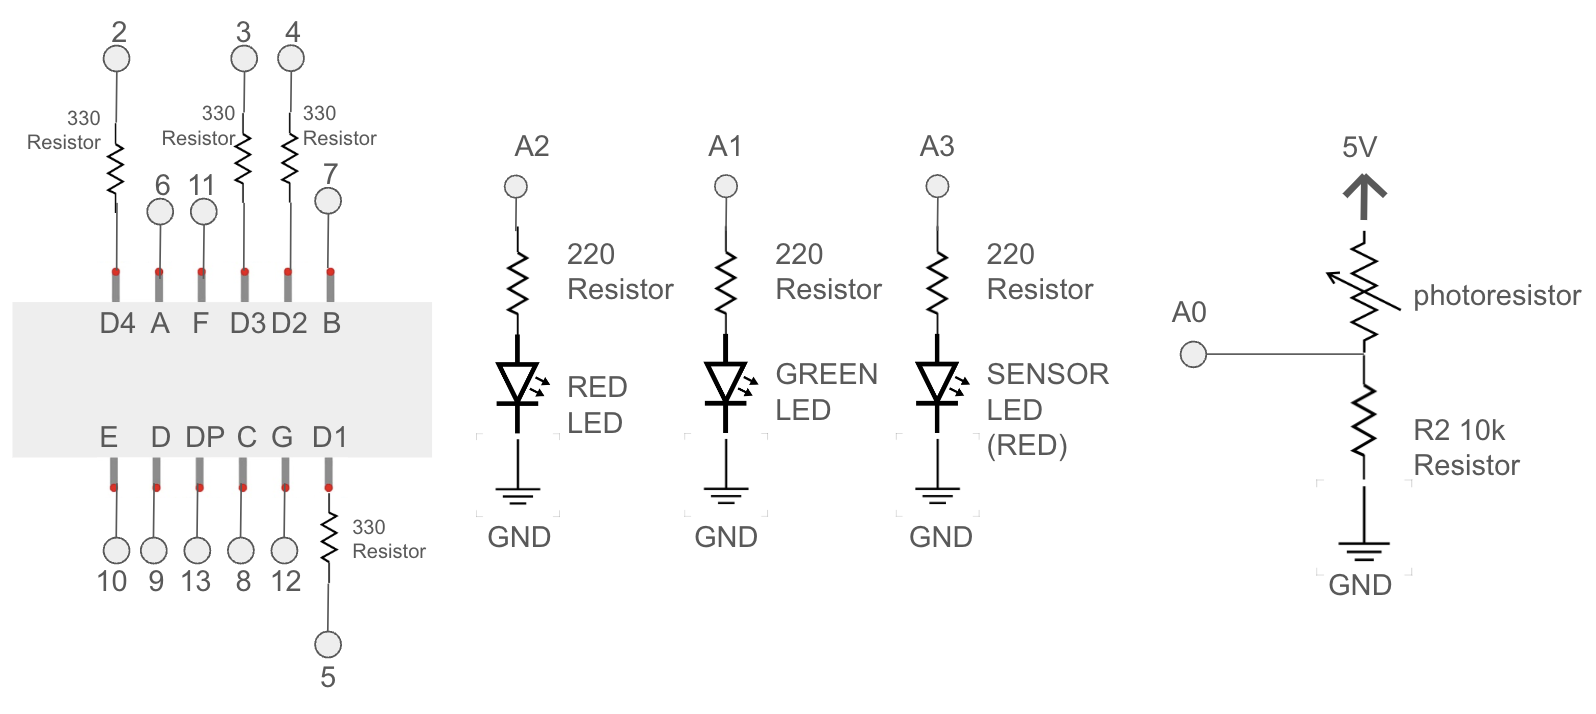 2
3
4
330
Resistor
330
Resistor
330
Resistor
6
11
7
D4
A
F
D3
D2
B
E
D
DP
C
G
D1
10
9
13
8
12
330
Resistor
5
A2
220
Resistor
RED
LED
GND
A1
220
Resistor
GREEN
LED
GND
A3
220
Resistor
SENSOR
LED
(RED)
GND
5V
photoresistor
A0
R2 10k
Resistor
GND